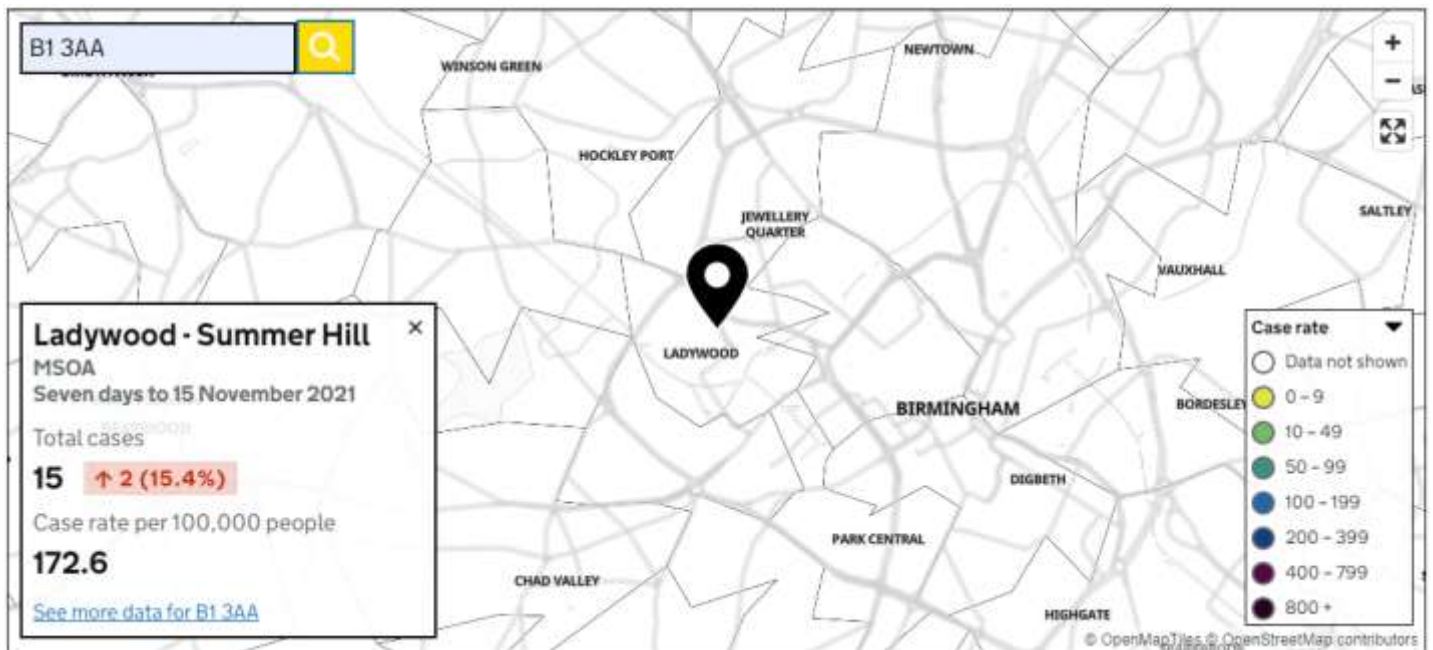 B1 3AA
WINSON GREEN
NEWTOWN
HOCKLEY PORT
JEWELLERY
QUARTER
SALTLEY
VAUXHALL
LADYWOOD
BIRMINGHAM
BORDESLEY
DIGBETH
PARK CENTRAL
CHAD VALLEY
HIGHGATE
+
−
Ladywood - Summer Hill ×
MSOA
Seven days to 15 November 2021
Total cases
15 ↑ 2 (15.4%)
Case rate per 100,000 people
172.6
See more data for B1 3AA
Case rate ▼
Data not shown
0 – 9
10 – 49
50 – 99
100 – 199
200 – 399
400 – 799
800 +
© OpenMapTiles © OpenStreetMap contributors